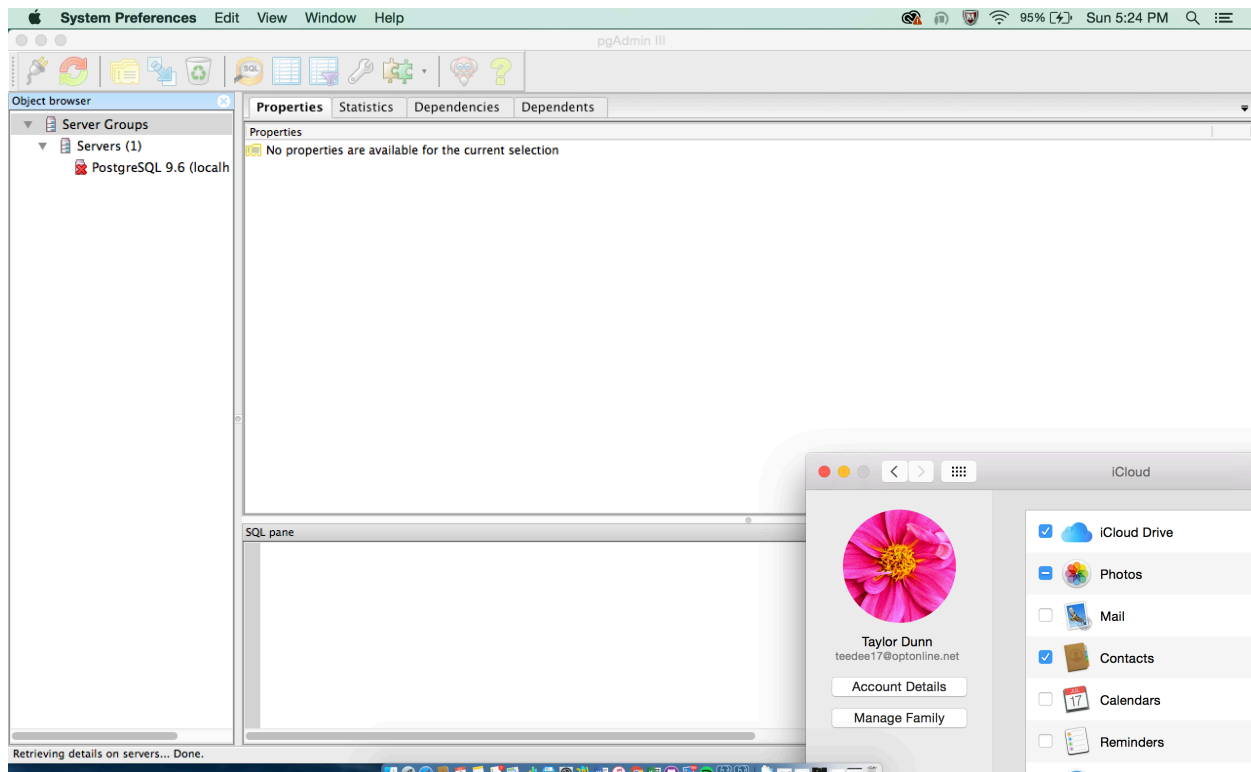 System Preferences Edit View Window Help 95% Sun 5:24 PM
pgAdmin III
SQL
Object browser
Properties Statistics Dependencies Dependents
Server Groups
Properties
Servers (1)
No properties are available for the current selection
PostgreSQL 9.6 (localh
iCloud
SQL pane
iCloud Drive
Photos
Mail
Taylor Dunn
teedee17@optonline.net
Contacts
Account Details
17
Calendars
Manage Family
Reminders
Retrieving details on servers... Done.